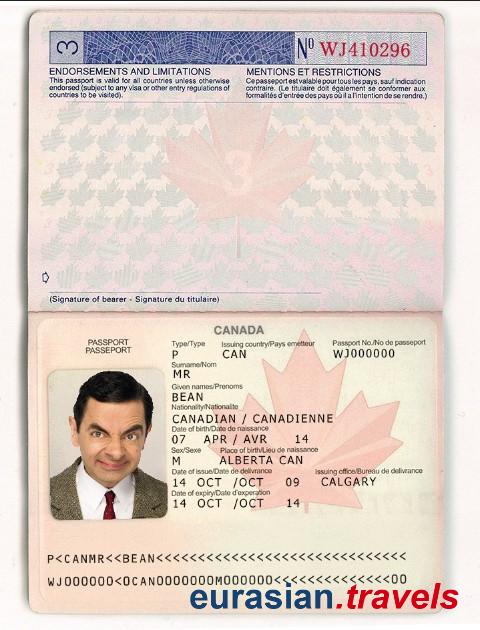 3
Nº WJ410296
ENDORSEMENTS AND LIMITATIONS
This passport is valid for all countries unless otherwise
endorsed (subject to any visa or other entry regulations of
countries to be visited).
MENTIONS ET RESTRICTIONS
Ce passeport est valable pour tous les pays, sauf indication
contraire. (Le titulaire doit également se conformer aux
formalités d'entrée des pays où il a l'intention de se rendre.)
3
(Signature of bearer - Signature du titulaire)
CANADA
PASSPORT
PASSEPORT
Type/Type Issuing country/Pays emetteur Passport No./No de passeport
P CAN WJ000000
Surname/Nom
MR
Given names/Prenoms
BEAN
Nationality/Nationalite
CANADIAN / CANADIENNE
Date of birth/Date de naissance
07 APR / AVR 14
Sex/Sexe Place of birth/Lieu de naissance
M ALBERTA CAN
Date of issue/Date de delivrance Issuing office/Bureau de delivrance
14 OCT /OCT 09 CALGARY
Date of expiry/Date d'experation
14 OCT /OCT 14
P<CANMR<<BEAN<<<<<<<<<<<<<<<<<<<<<<<<<<<<<<<
WJ000000<0CAN0000000M000000<<<<<<<<<<<<<<<00
eurasian.travels